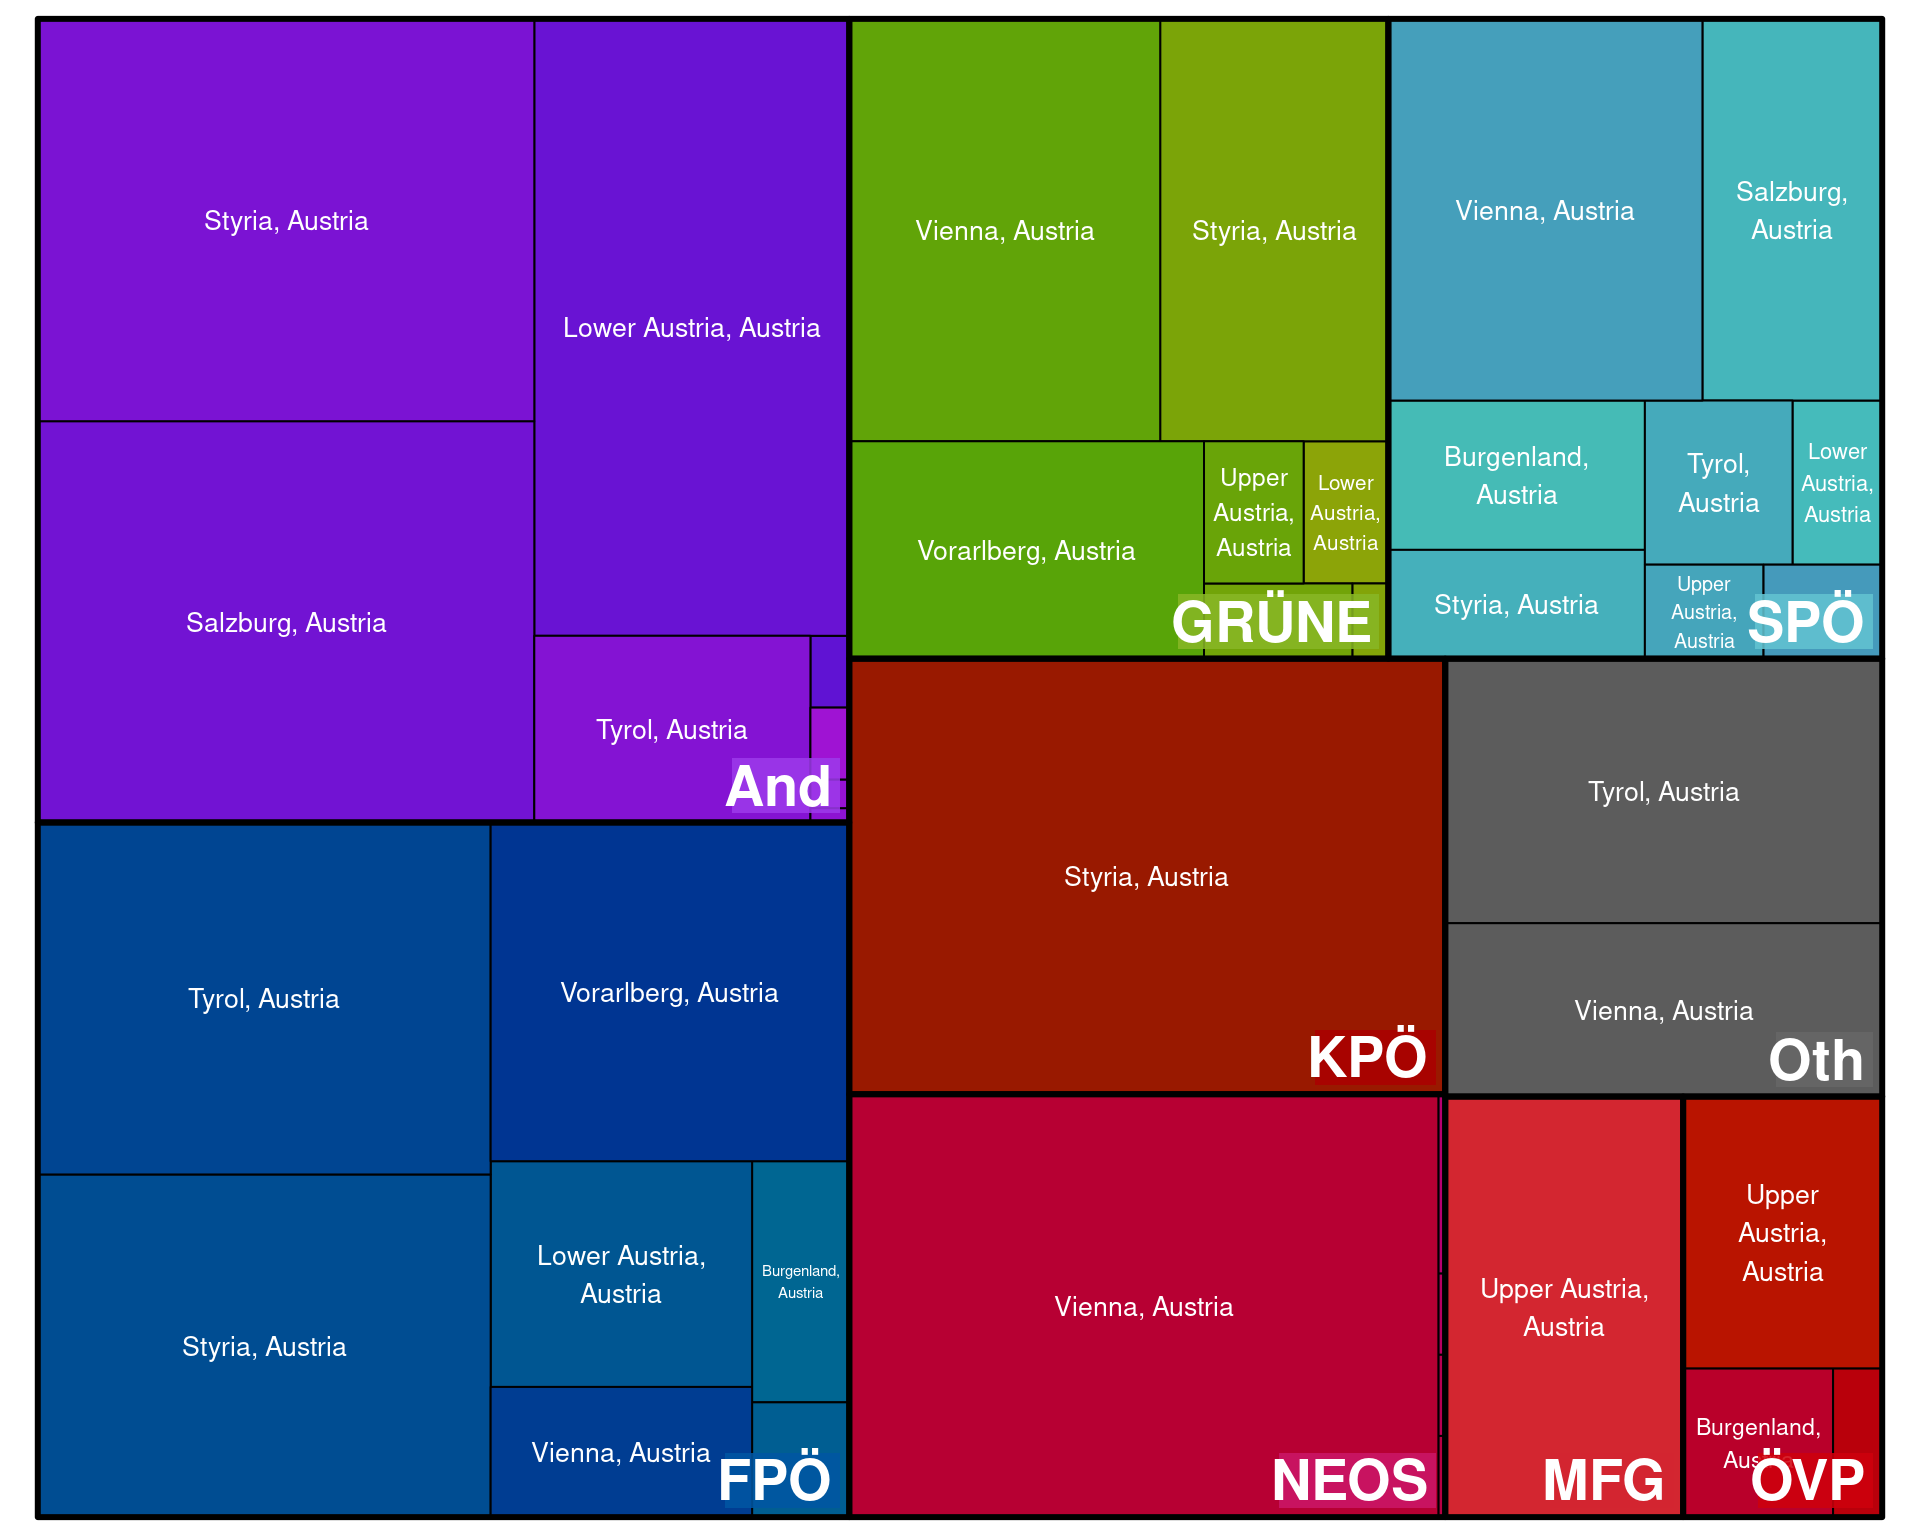 Styria, Austria
Lower Austria, Austria
Salzburg, Austria
Tyrol, Austria
And
Vienna, Austria
Styria, Austria
Vorarlberg, Austria
Upper
Austria,
Austria
Lower
Austria,
Austria
GRÜNE
Vienna, Austria
Salzburg,
Austria
Burgenland,
Austria
Tyrol,
Austria
Lower
Austria,
Austria
Styria, Austria
Upper
Austria,
Austria
SPÖ
Tyrol, Austria
Vorarlberg, Austria
Styria, Austria
Lower Austria,
Austria
Burgenland,
Austria
Vienna, Austria
FPÖ
Styria, Austria
KPÖ
Tyrol, Austria
Vienna, Austria
Oth
Vienna, Austria
NEOS
Upper Austria,
Austria
MFG
Upper
Austria,
Austria
Burgenland,
ÖVP